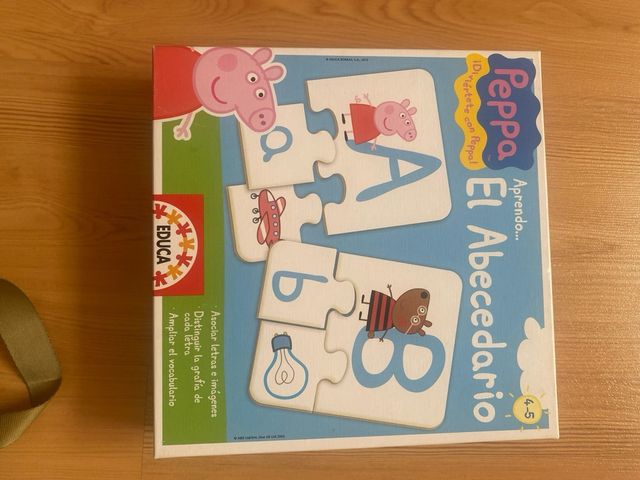 Peppa
¡Diviértete con Peppa!
Aprendo...
El Abecedario
4-5
A
a
B
b
EDUCA
· Asociar letras e imágenes
· Distinguir la grafía de
cada letra
· Ampliar el vocabulario